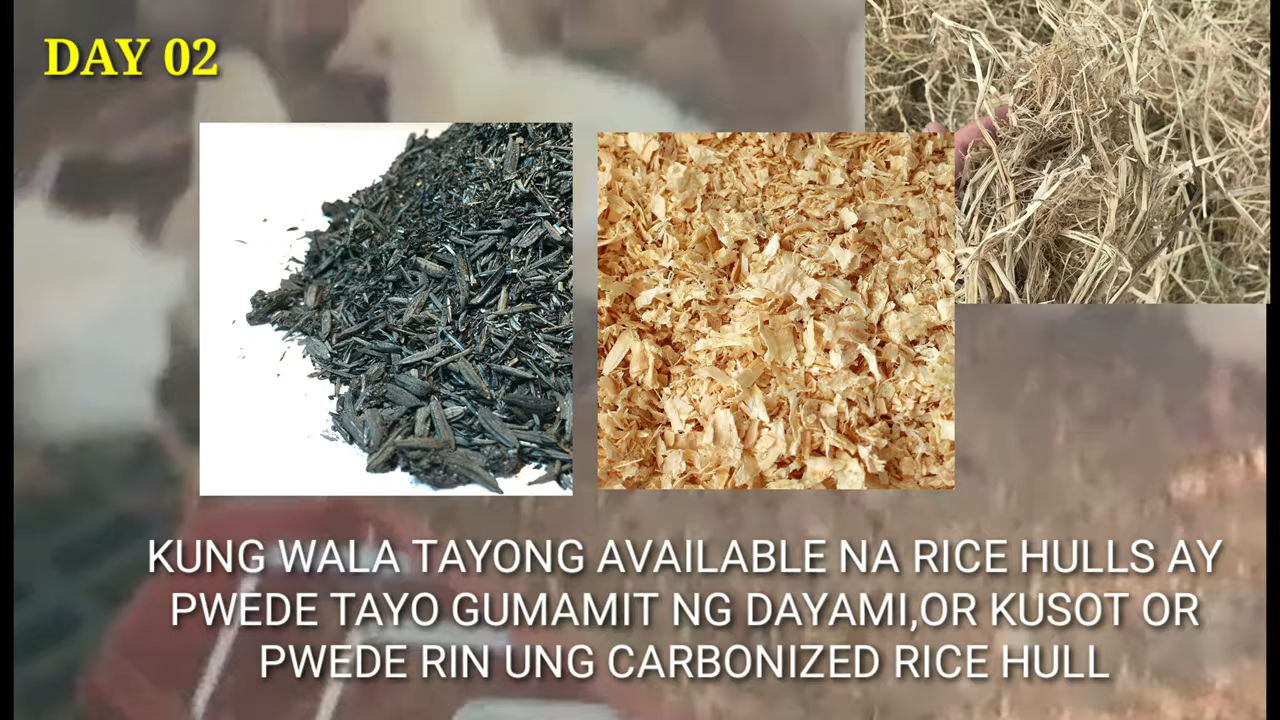 DAY 02
KUNG WALA TAYONG AVAILABLE NA RICE HULLS AY
PWEDE TAYO GUMAMIT NG DAYAMI,OR KUSOT OR
PWEDE RIN UNG CARBONIZED RICE HULL